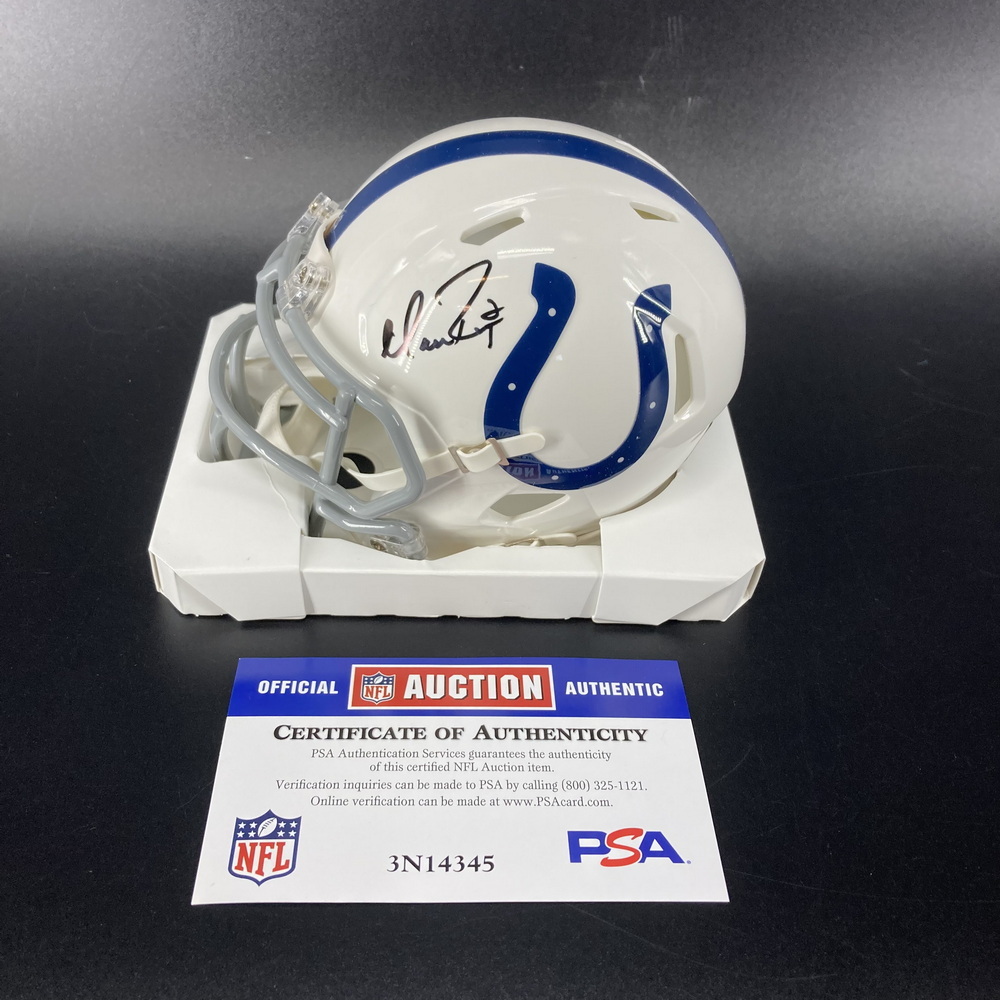 OFFICIAL NFL AUCTION AUTHENTIC
CERTIFICATE OF AUTHENTICITY
PSA Authentication Services guarantees the authenticity
of this certified NFL Auction item.
Verification inquiries can be made to PSA by calling (800) 325-1121.
Online verification can be made at www.PSAcard.com.
NFL
3N14345
PSA